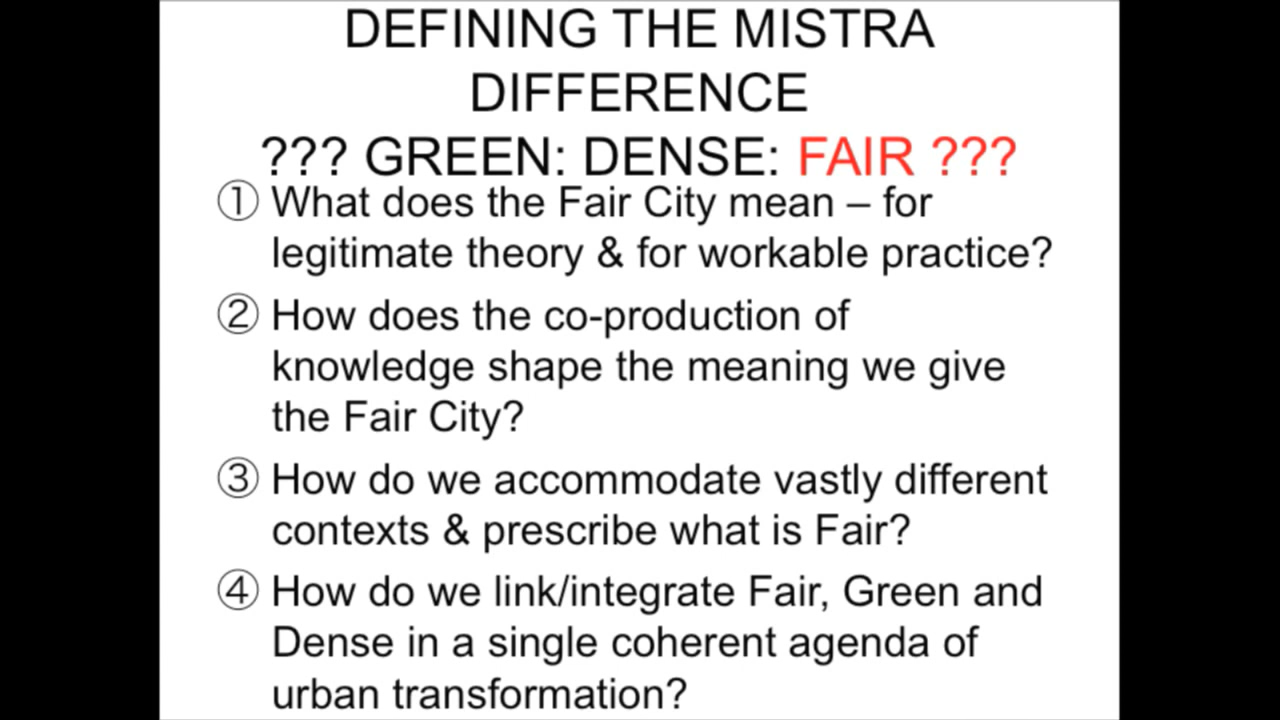 DEFINING THE MISTRA
DIFFERENCE
??? GREEN: DENSE: FAIR ???
① What does the Fair City mean – for
legitimate theory & for workable practice?
② How does the co-production of
knowledge shape the meaning we give
the Fair City?
③ How do we accommodate vastly different
contexts & prescribe what is Fair?
④ How do we link/integrate Fair, Green and
Dense in a single coherent agenda of
urban transformation?